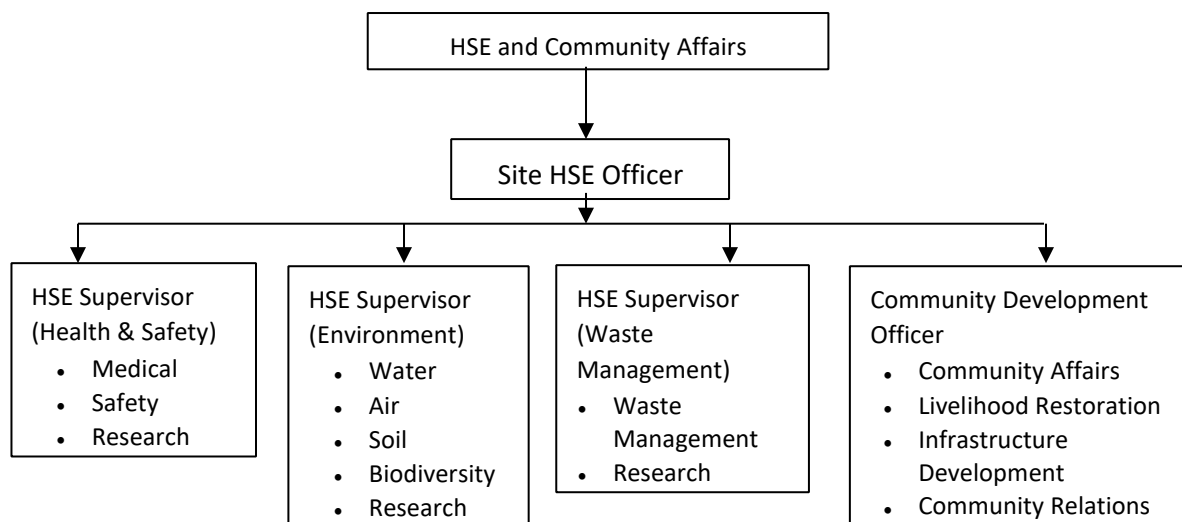 HSE and Community Affairs
Site HSE Officer
HSE Supervisor
(Health & Safety)
• Medical
• Safety
• Research
HSE Supervisor
(Environment)
• Water
• Air
• Soil
• Biodiversity
• Research
HSE Supervisor
(Waste
Management)
• Waste
Management
• Research
Community Development
Officer
• Community Affairs
• Livelihood Restoration
• Infrastructure
Development
• Community Relations